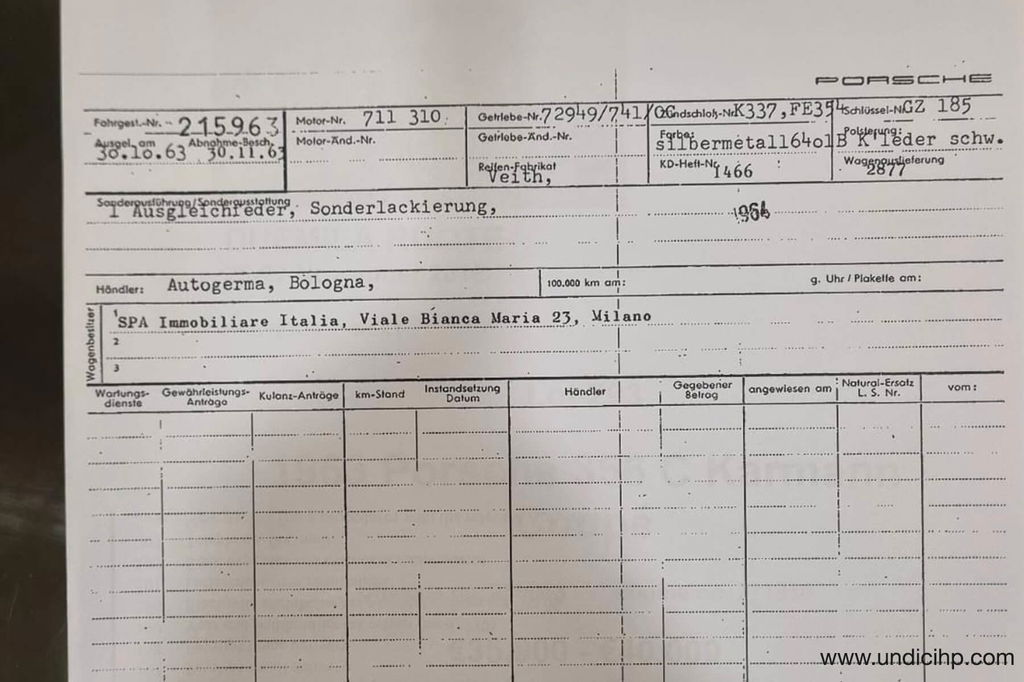 PORSCHE
Fahrgest.-Nr. - 215963
Motor-Nr. 711 310
Getriebe-Nr. 72949/741/
K337, FE354
Schlüssel-Nr. GZ 185
Ausgel. am 30.10.63 Abnahme-Besch. 30.11.63
Motor-Änd.-Nr.
Getriebe-Änd.-Nr.
Farbe: silbermetall
Polsterung: K'leder schw.
Reifen-Fabrikat Veith,
KD-Heft-Nr. 1466
Wagenauslieferung 2877
Sonderausführung/Sonderausstattung
1 Ausgleichfeder, Sonderlackierung,
Händler: Autogerma, Bologna,
100.000 km am:
g. Uhr / Plakette am:
Wagenbesitzer
1 SPA Immobiliare Italia, Viale Bianca Maria 23, Milano
2
3
Wartungs-dienste
Gewährleistungs-Anträge
Kulanz-Anträge
km-Stand
Instandsetzung Datum
Händler
Gegebener Betrag
angewiesen am
Natural-Ersatz L. S. Nr.
vom:
www.undicihp.com